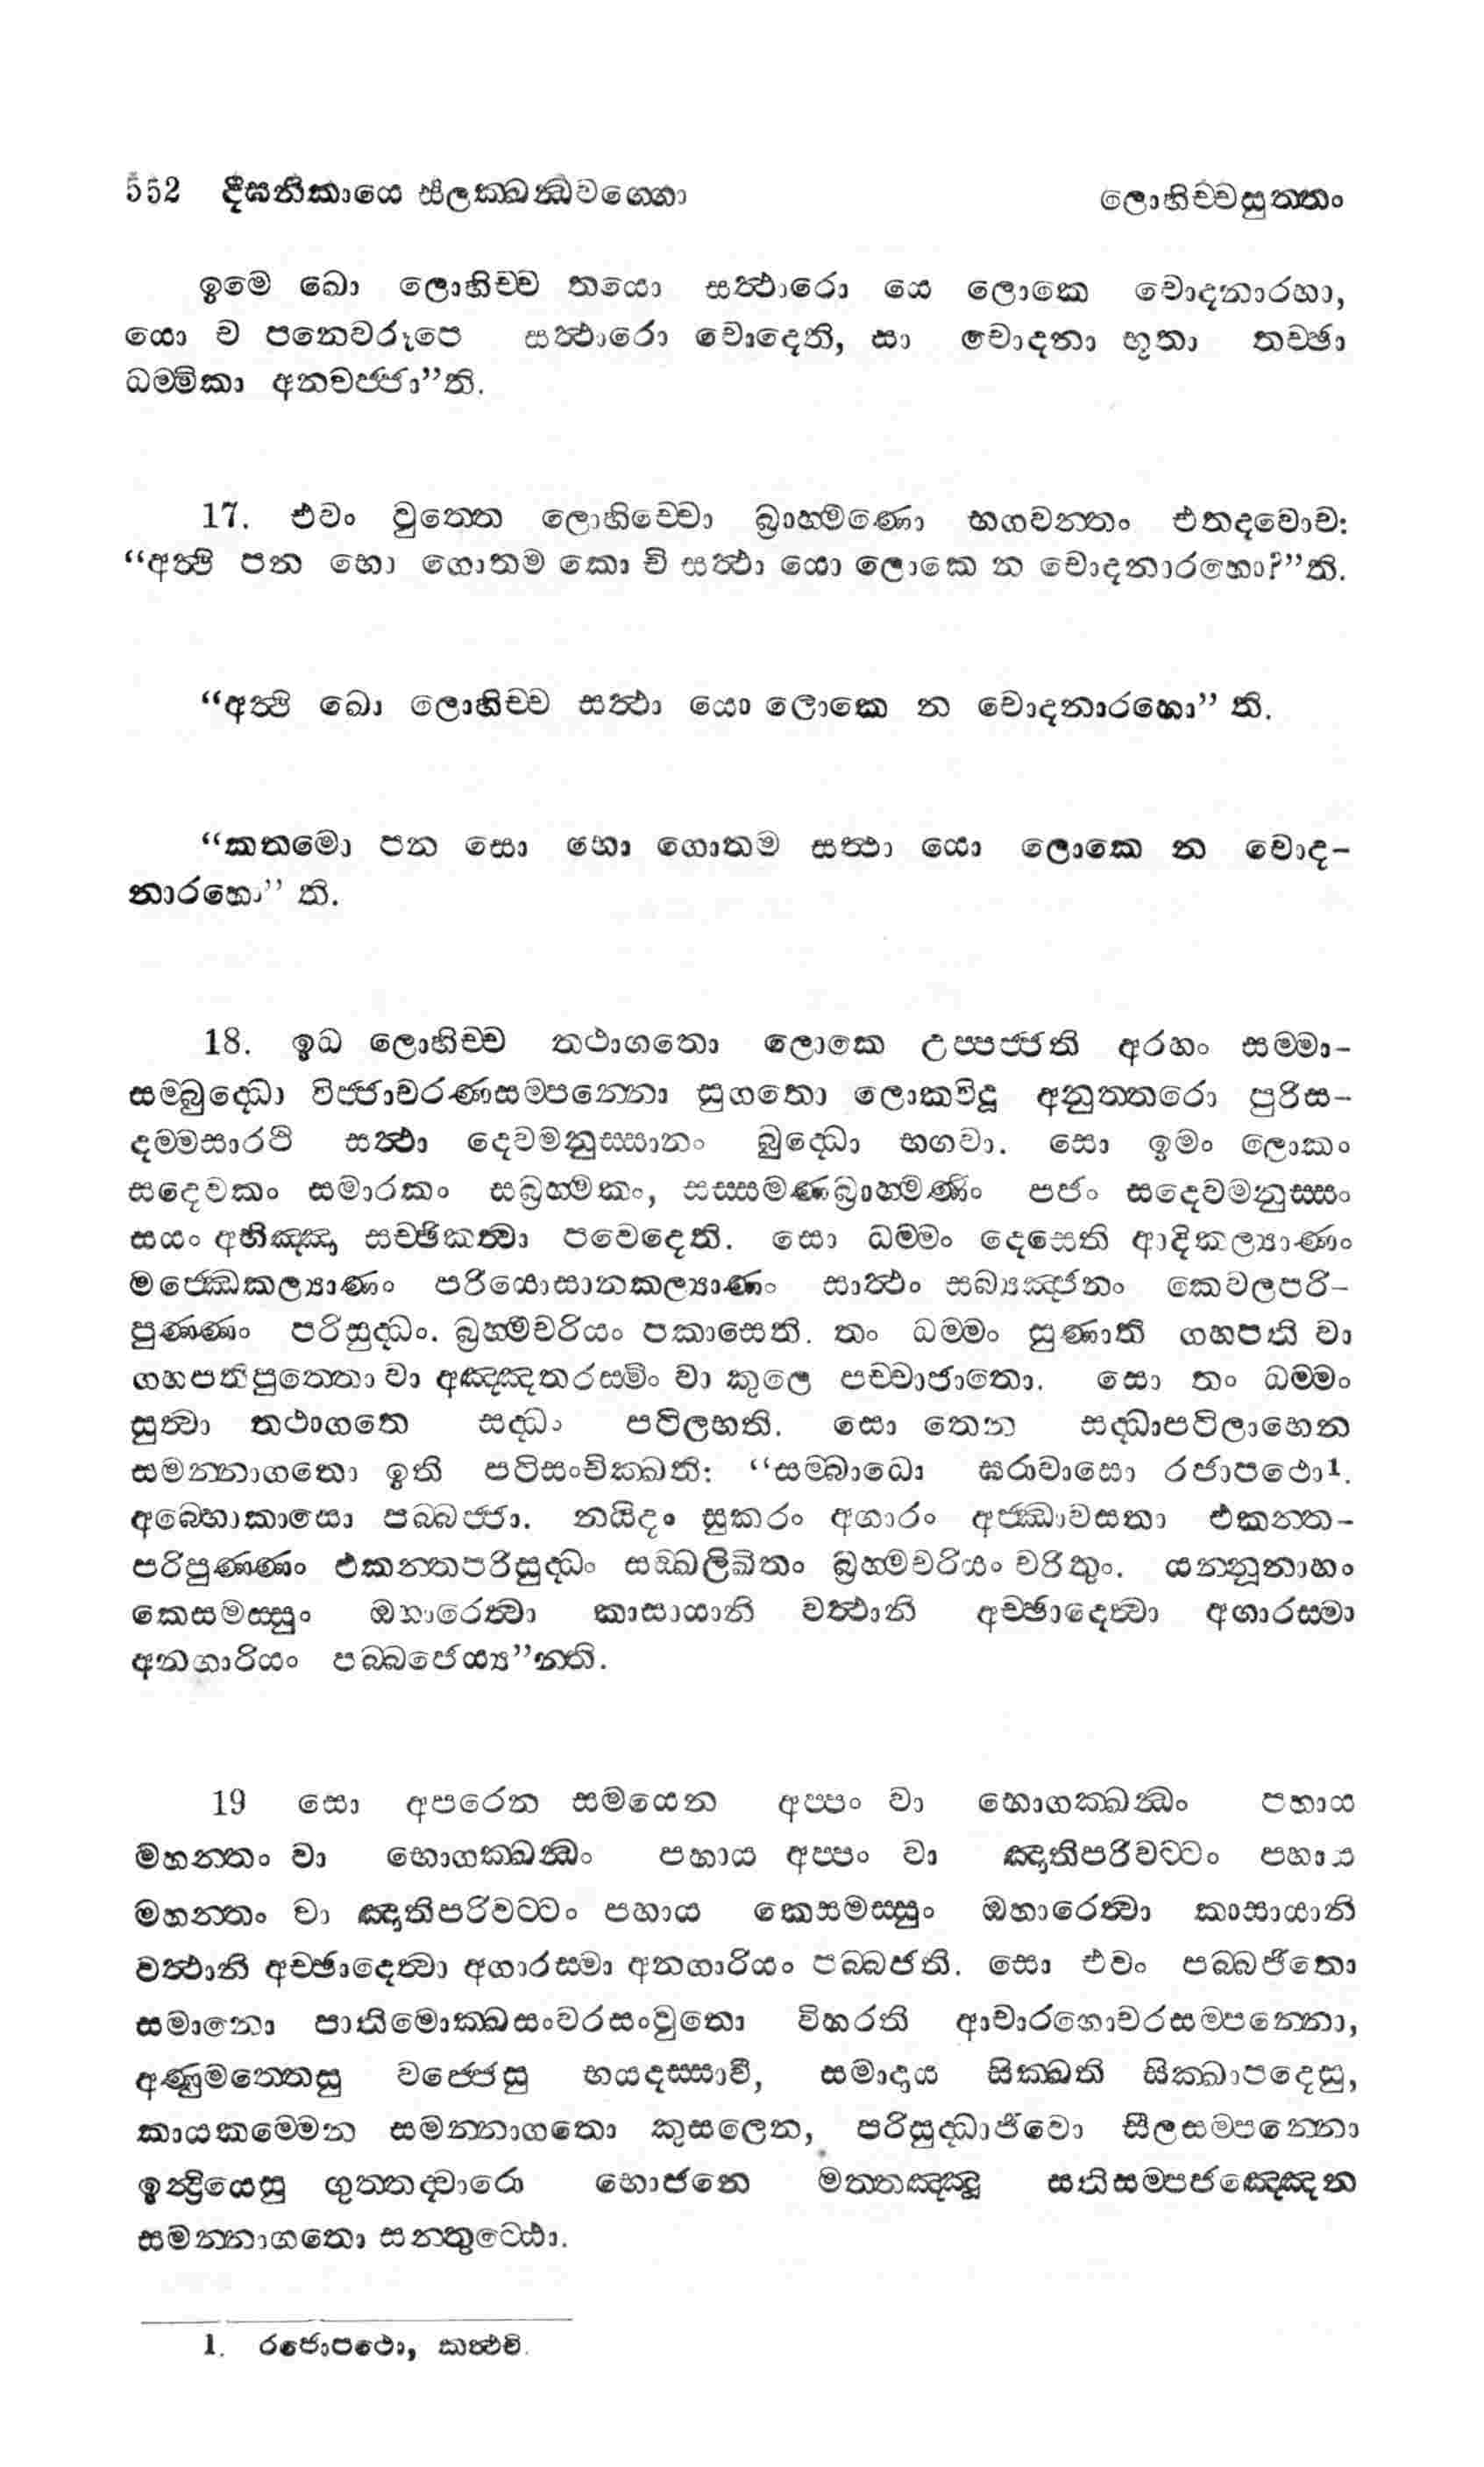 552 දීඝනිකායෙ සීලක්ඛන්ධවග්ගො ලොහිච්චසුත්තං
ඉමෙ ඛො ලොහිච්ච තයො සත්ථාරො යෙ ලොකෙ චොදනාරහා,
යො ච පනෙවරූපෙ සත්ථාරො චොදෙති, සා චොදනා භූතා තච්ඡා
ධම්මිකා අනවජ්ජා”ති.
17. එවං වුත්තෙ ලොහිච්චො බ්‍රාහ්මණො භගවන්තං එතදවොච:
“අත්ථි පන භො ගොතම කො චි සත්ථා යො ලොකෙ න චොදනාරහො?”ති.
“අත්ථි ඛො ලොහිච්ච සත්ථා යො ලොකෙ න චොදනාරහො” ති.
“කතමො පන සො භො ගොතම සත්ථා යො ලොකෙ න චොද-
නාරහො” ති.
18. ඉධ ලොහිච්ච තථාගතො ලොකෙ උප්පජ්ජති අරහං සම්මා-
සම්බුද්ධො විජ්ජාචරණසම්පන්නො සුගතො ලොකවිදූ අනුත්තරො පුරිස-
දම්මසාරථි සත්ථා දෙවමනුස්සානං බුද්ධො භගවා. සො ඉමං ලොකං
සදෙවකං සමාරකං සබ්‍රහ්මකං, සස්සමණබ්‍රාහ්මණිං පජං සදෙවමනුස්සං
සයං අභිඤ්ඤා සච්ඡිකත්වා පවෙදෙති. සො ධම්මං දෙසෙති ආදිකල්‍යාණං
මජ්ඣෙකල්‍යාණං පරියොසානකල්‍යාණං සාත්ථං සබ්‍යඤ්ජනං කෙවලපරි-
පුණ්ණං පරිසුද්ධං. බ්‍රහ්මචරියං පකාසෙති. තං ධම්මං සුණාති ගහපති වා
ගහපතිපුත්තො වා අඤ්ඤතරස්මිං වා කුලෙ පච්චාජාතො. සො තං ධම්මං
සුත්වා තථාගතෙ සද්ධං පටිලභති. සො තෙන සද්ධාපටිලාභෙන
සමන්නාගතො ඉති පටිසංචික්ඛති: “සම්බාධො ඝරාවාසො රජාපථො¹.
අබ්භොකාසො පබ්බජ්ජා. නයිදං සුකරං අගාරං අජ්ඣාවසතා එකන්ත-
පරිපුණ්ණං එකන්තපරිසුද්ධං සඞ්ඛලිඛිතං බ්‍රහ්මචරියං චරිතුං. යන්නූනාහං
කෙසමස්සුං ඔහාරෙත්වා කාසායානි වත්ථානි අච්ඡාදෙත්වා අගාරස්මා
අනගාරියං පබ්බජෙය්‍ය”න්ති.
19 සො අපරෙන සමයෙන අප්පං වා භොගක්ඛන්ධං පහාය
මහන්තං වා භොගක්ඛන්ධං පහාය අප්පං වා ඤාතිපරිවට්ටං පහාය
මහන්තං වා ඤාතිපරිවට්ටං පහාය කෙසමස්සුං ඔහාරෙත්වා කාසායානි
වත්ථානි අච්ඡාදෙත්වා අගාරස්මා අනගාරියං පබ්බජති. සො එවං පබ්බජිතො
සමානො පාතිමොක්ඛසංවරසංවුතො විහරති ආචාරගොචරසම්පන්නො,
අණුමත්තෙසු වජ්ජෙසු භයදස්සාවී, සමාදාය සික්ඛති සික්ඛාපදෙසු,
කායකම්මෙන සමන්නාගතො කුසලෙන, පරිසුද්ධාජීවො සීලසම්පන්නො
ඉන්ද්‍රියෙසු ගුත්තද්වාරො භොජනෙ මත්තඤ්ඤූ සතිසම්පජඤ්ඤෙන
සමන්නාගතො සන්තුට්ඨො.
1. රජොපථො, කත්ථචි.